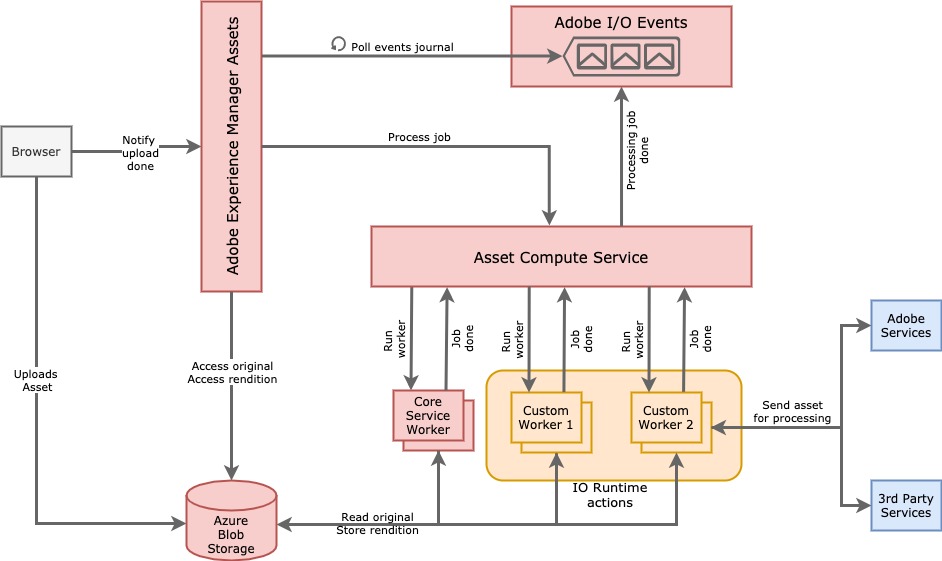 Adobe I/O Events
Poll events journal
Adobe Experience Manager Assets
Browser
Notify
upload
done
Process job
Processing job
done
Asset Compute Service
Run
worker
Job
done
Run
worker
Job
done
Run
worker
Job
done
Adobe
Services
Access original
Access rendition
Uploads
Asset
Core
Service
Worker
Custom
Worker 1
Custom
Worker 2
Send asset
for processing
IO Runtime
actions
3rd Party
Services
Read original
Store rendition
Azure
Blob
Storage